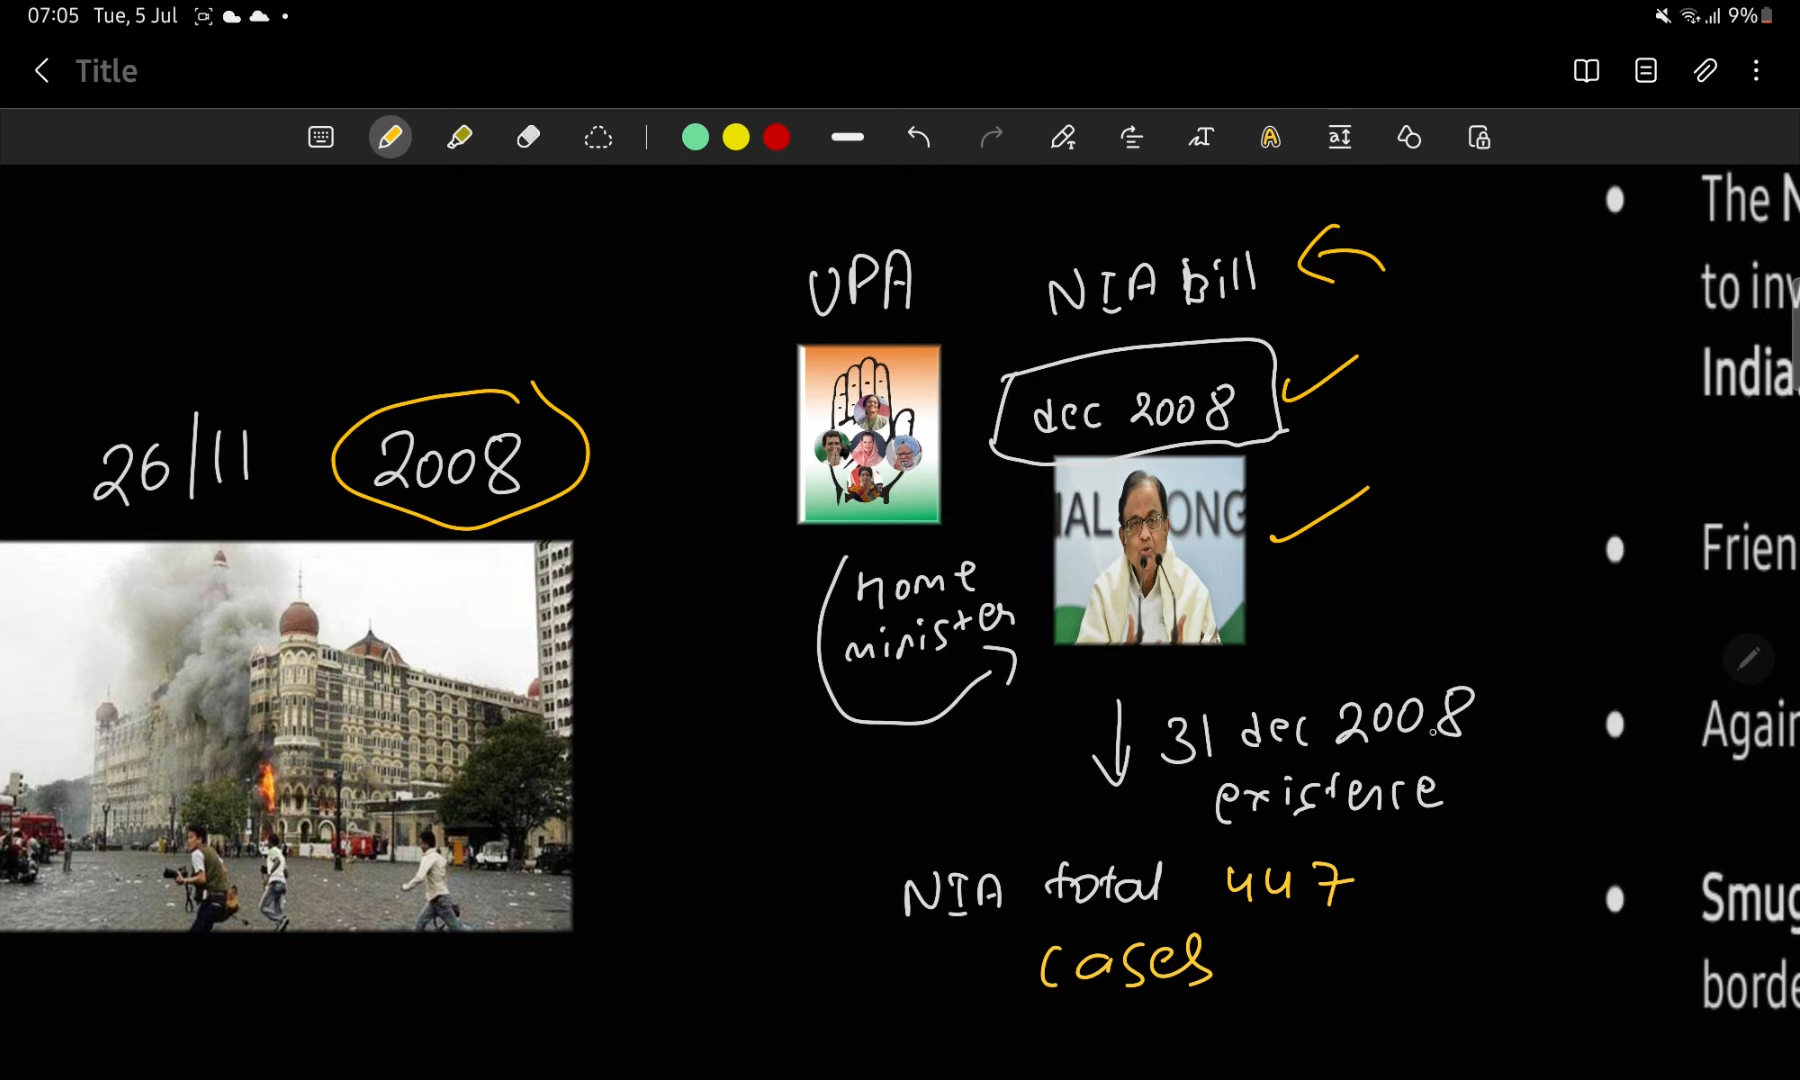 07:05 Tue, 5 Jul
9%
Title
UPA
NIA bill
dec 2008
26/11 2008
IAL ONG
home
minister
31 dec 2008
existence
NIA total 447
cases
The N
to inv
India.
Frien
Again
Smug
borde